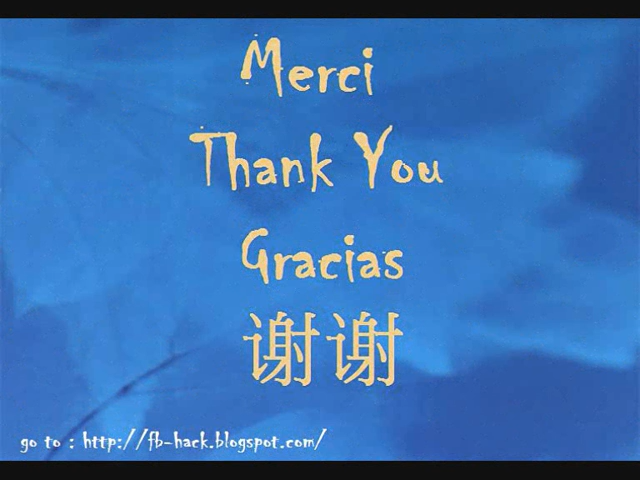 Merci
Thank You
Gracias
谢谢
go to : http://fb-hack.blogspot.com/